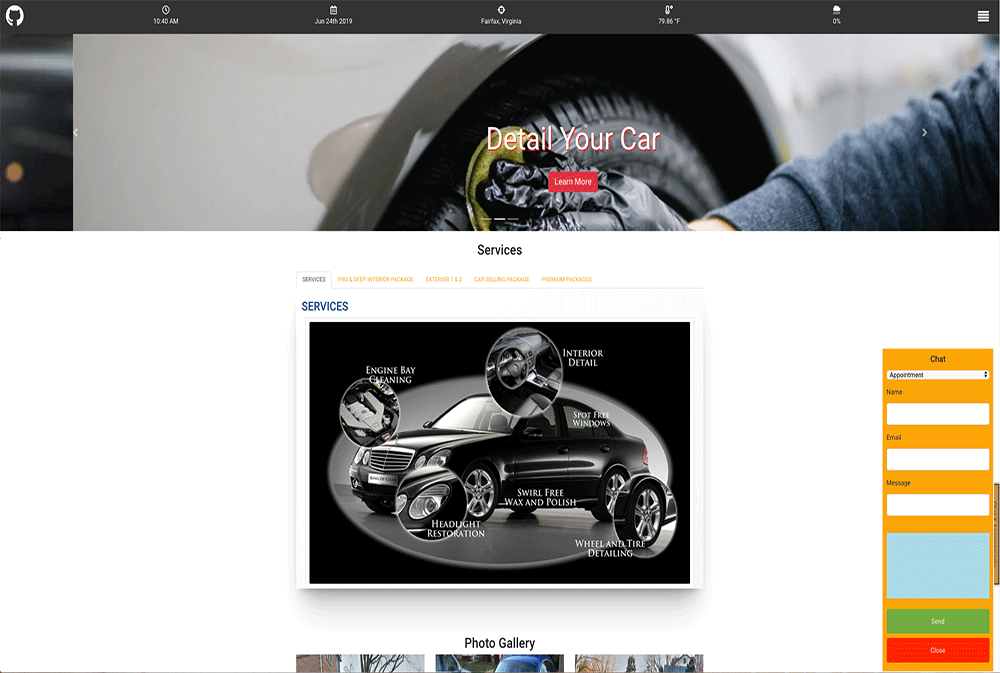 10:40 AM
Jun 24th 2019
Fairfax, Virginia
79.86 °F
0%
Detail Your Car
Learn More
Services
SERVICES
PRO & DEEP INTERIOR PACKAGE
EXTERIOR 1 & 2
CAR SELLING PACKAGE
PREMIUM PACKAGES
SERVICES
ENGINE BAY
CLEANING
INTERIOR
DETAIL
SPOT FREE
WINDOWS
SWIRL FREE
WAX AND POLISH
HEADLIGHT
RESTORATION
WHEEL AND TIRE
DETAILING
Photo Gallery
Chat
Appointment
Name
Email
Message
Send
Close